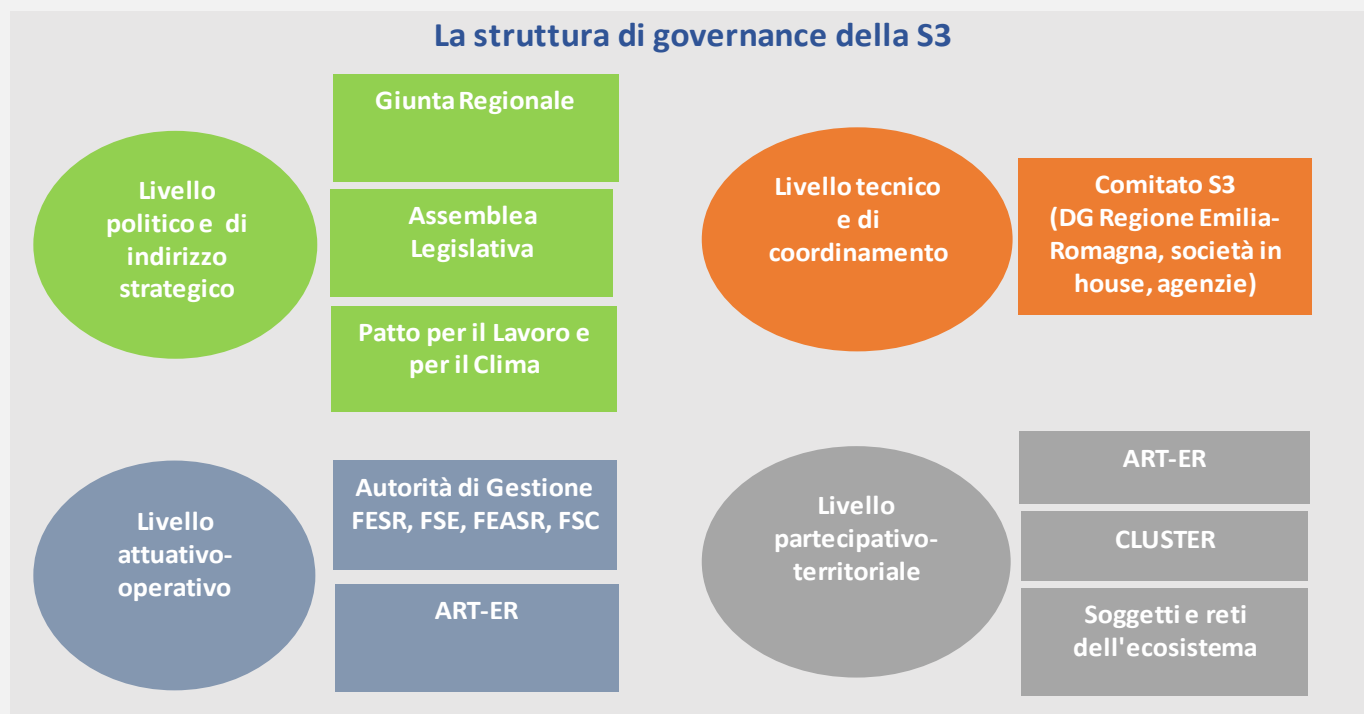 La struttura di governance della S3
Livello
politico e di
indirizzo
strategico
Giunta Regionale
Assemblea
Legislativa
Patto per il Lavoro e
per il Clima
Livello tecnico
e di
coordinamento
Comitato S3
(DG Regione Emilia-
Romagna, società in
house, agenzie)
Livello
attuativo-
operativo
Autorità di Gestione
FESR, FSE, FEASR, FSC
ART-ER
Livello
partecipativo-
territoriale
ART-ER
CLUSTER
Soggetti e reti
dell'ecosistema